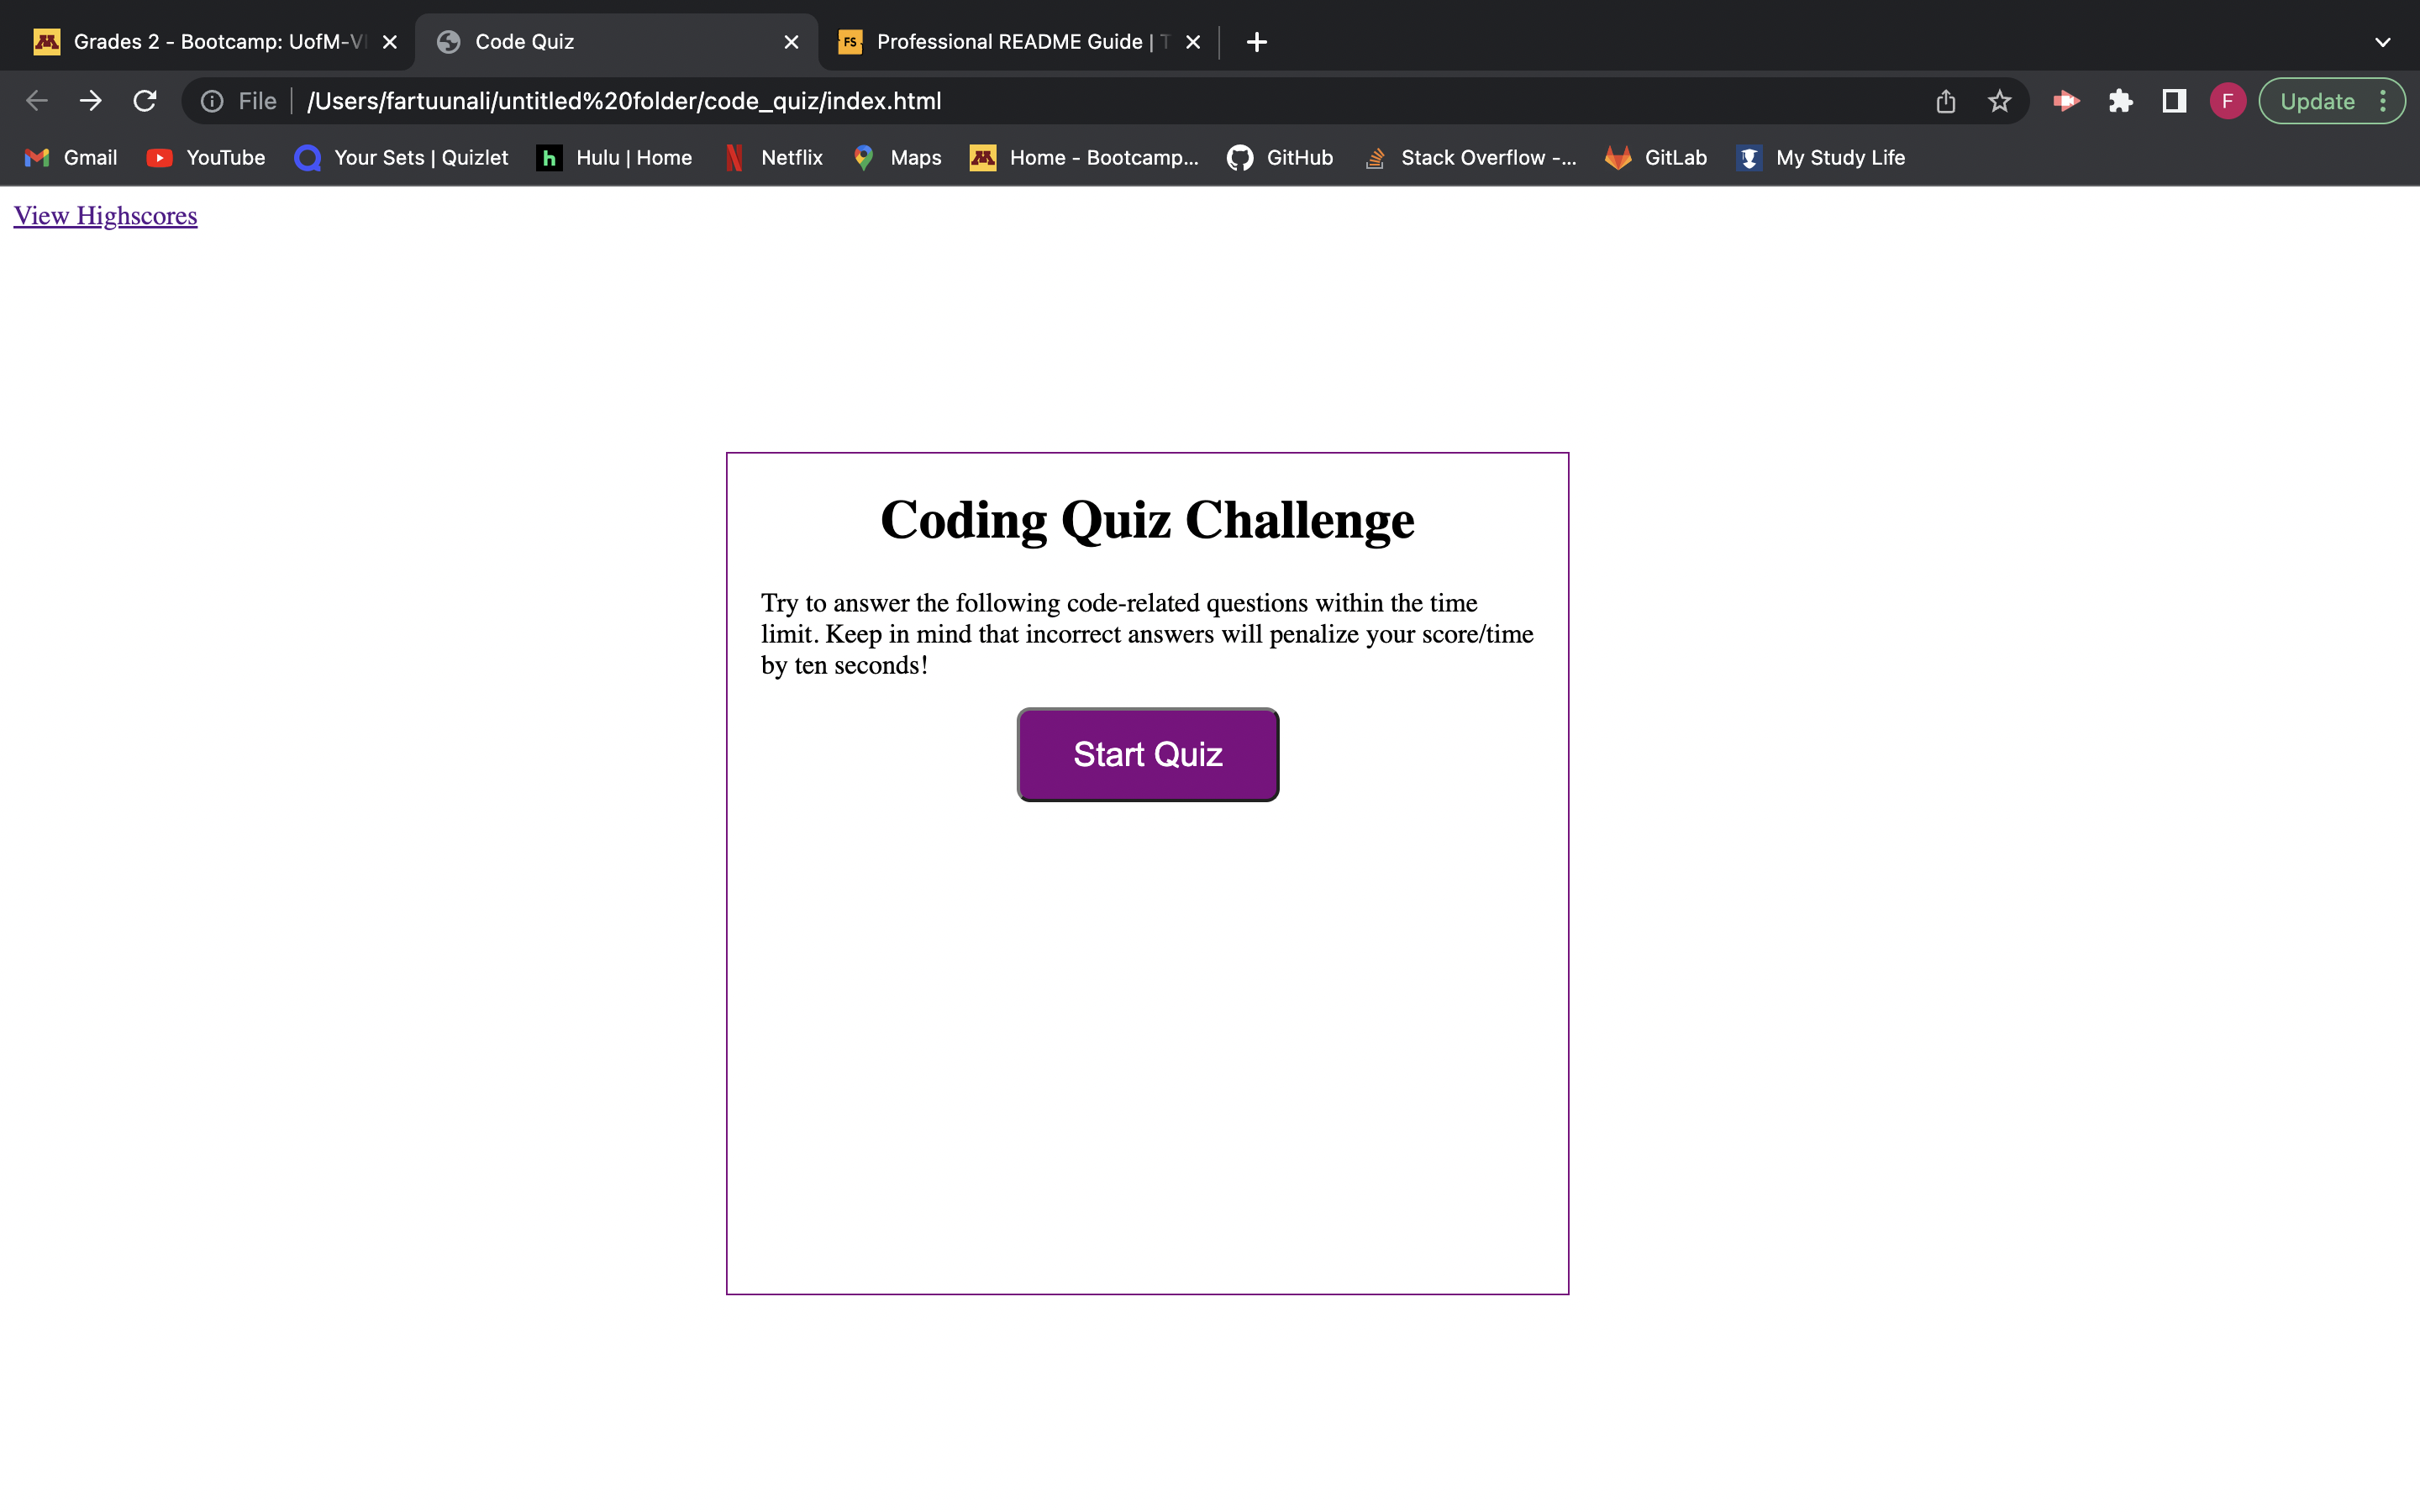 Grades 2 - Bootcamp: UofM-VI
Code Quiz
FS Professional README Guide | T
File /Users/fartuunali/untitled%20folder/code_quiz/index.html
F Update
Gmail YouTube Your Sets | Quizlet h Hulu | Home Netflix Maps Home - Bootcamp... GitHub Stack Overflow -... GitLab My Study Life
View Highscores
Coding Quiz Challenge
Try to answer the following code-related questions within the time
limit. Keep in mind that incorrect answers will penalize your score/time
by ten seconds!
Start Quiz